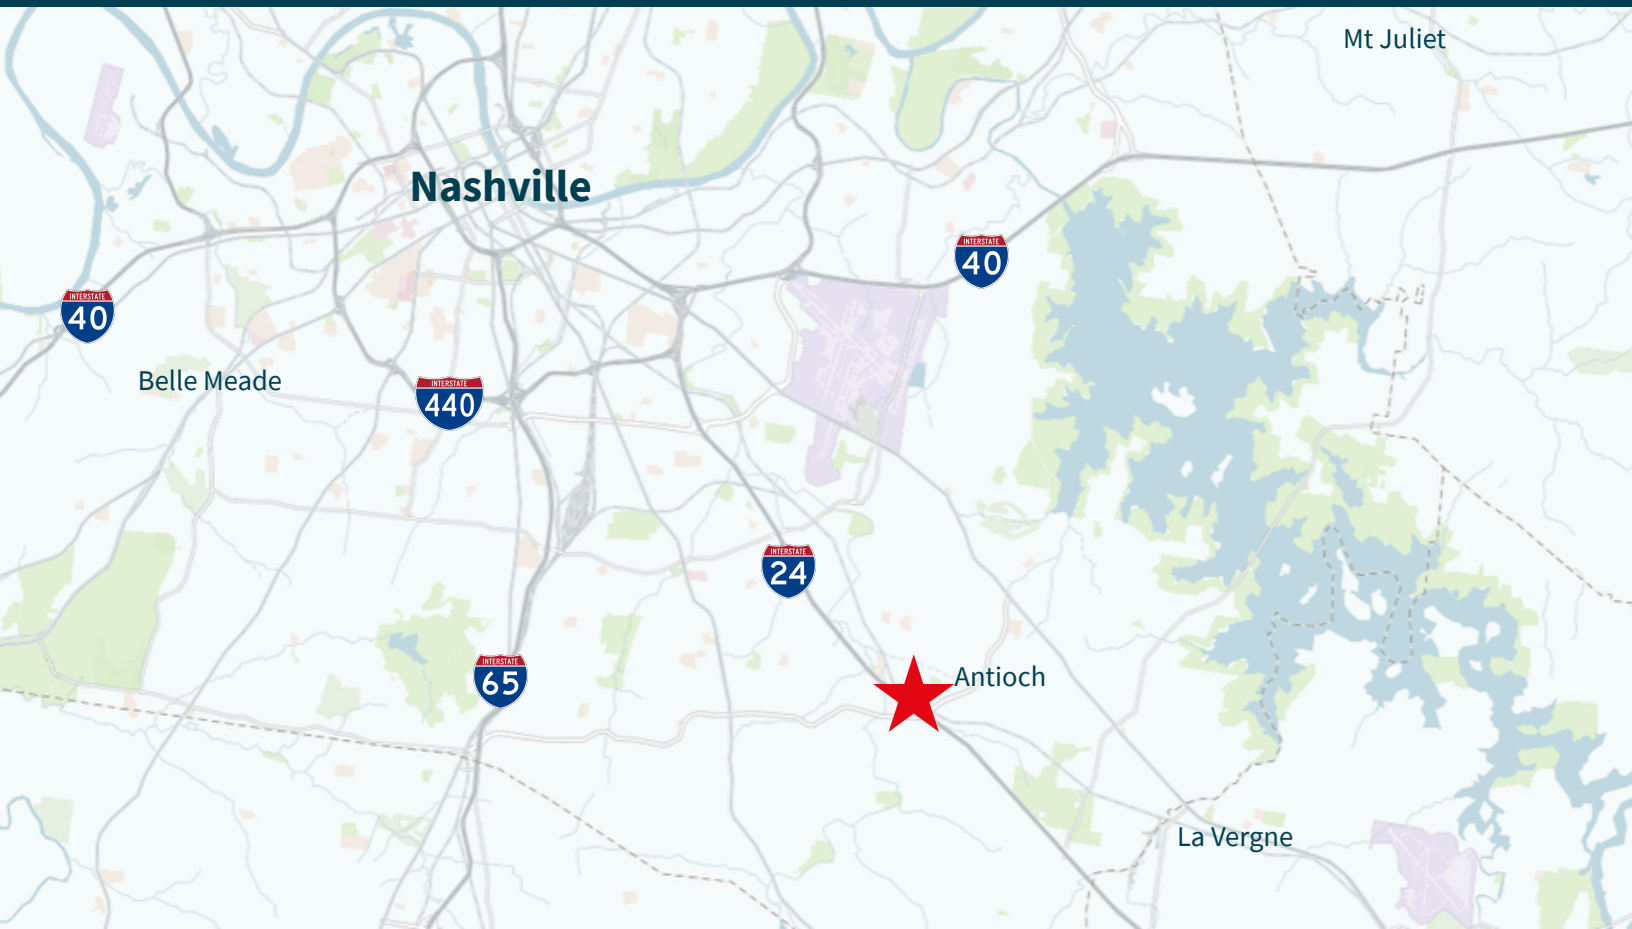 Mt Juliet
Nashville
INTERSTATE
40
INTERSTATE
40
Belle Meade
INTERSTATE
440
INTERSTATE
24
INTERSTATE
65
Antioch
La Vergne